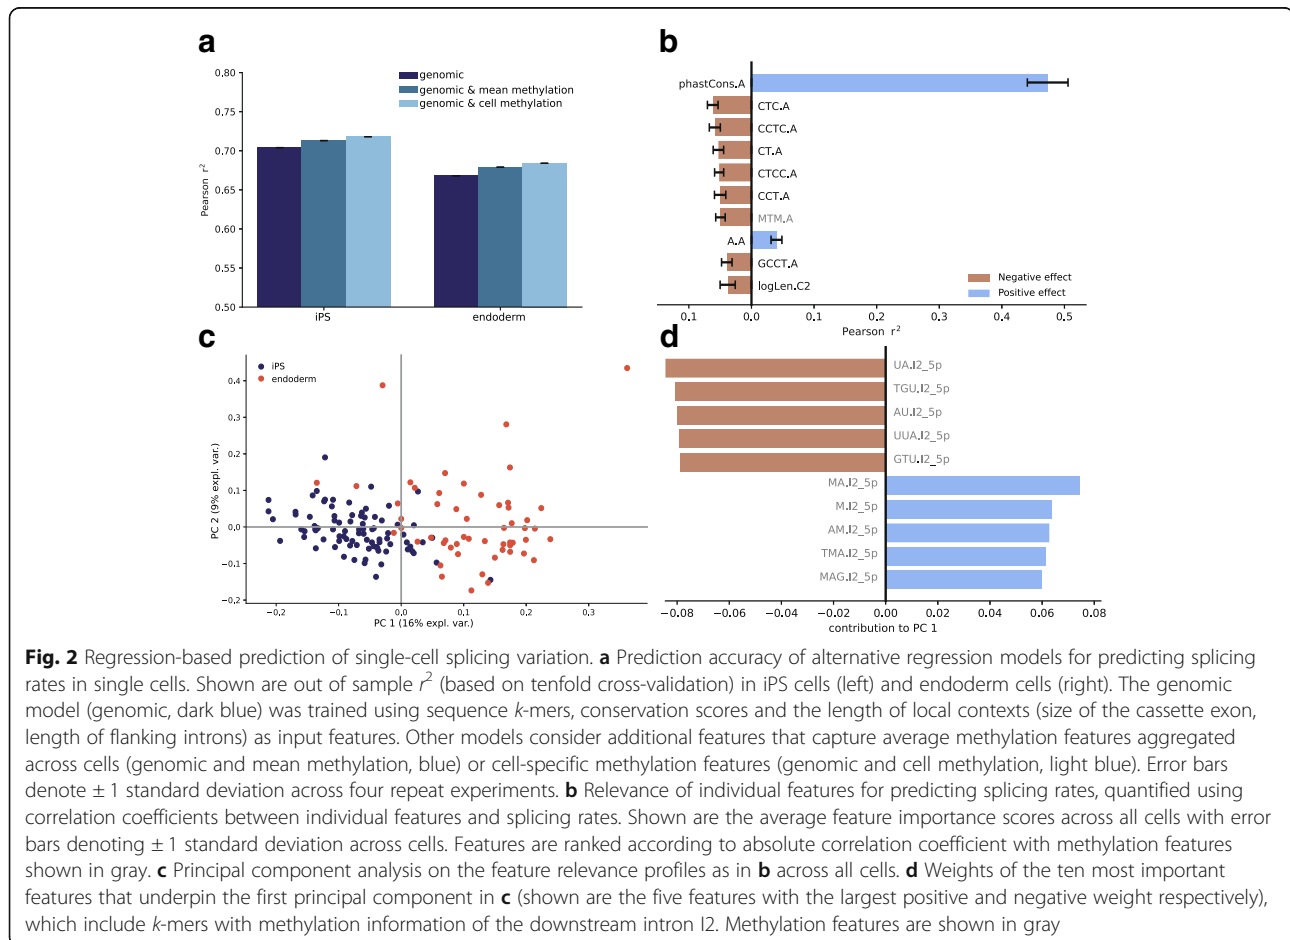 a
0.80
0.75
0.70
0.65
0.60
0.55
0.50
Pearson r²
genomic
genomic & mean methylation
genomic & cell methylation
iPS
endoderm
b
phastCons.A
CTC.A
CCTC.A
CT.A
CTCC.A
CCT.A
MTM.A
A.A
GCCT.A
logLen.C2
Negative effect
Positive effect
0.1 0.0 0.1 0.2 0.3 0.4 0.5
Pearson r²
c
iPS
endoderm
0.4
0.3
0.2
0.1
0.0
−0.1
−0.2
PC 2 (9% expl. var.)
−0.2 −0.1 0.0 0.1 0.2 0.3
PC 1 (16% expl. var.)
d
UA.I2_5p
TGU.I2_5p
AU.I2_5p
UUA.I2_5p
GTU.I2_5p
MA.I2_5p
M.I2_5p
AM.I2_5p
TMA.I2_5p
MAG.I2_5p
−0.08 −0.06 −0.04 −0.02 0.00 0.02 0.04 0.06 0.08
contribution to PC 1
Fig. 2 Regression-based prediction of single-cell splicing variation. a Prediction accuracy of alternative regression models for predicting splicing
rates in single cells. Shown are out of sample r² (based on tenfold cross-validation) in iPS cells (left) and endoderm cells (right). The genomic
model (genomic, dark blue) was trained using sequence k-mers, conservation scores and the length of local contexts (size of the cassette exon,
length of flanking introns) as input features. Other models consider additional features that capture average methylation features aggregated
across cells (genomic and mean methylation, blue) or cell-specific methylation features (genomic and cell methylation, light blue). Error bars
denote ± 1 standard deviation across four repeat experiments. b Relevance of individual features for predicting splicing rates, quantified using
correlation coefficients between individual features and splicing rates. Shown are the average feature importance scores across all cells with error
bars denoting ± 1 standard deviation across cells. Features are ranked according to absolute correlation coefficient with methylation features
shown in gray. c Principal component analysis on the feature relevance profiles as in b across all cells. d Weights of the ten most important
features that underpin the first principal component in c (shown are the five features with the largest positive and negative weight respectively),
which include k-mers with methylation information of the downstream intron I2. Methylation features are shown in gray